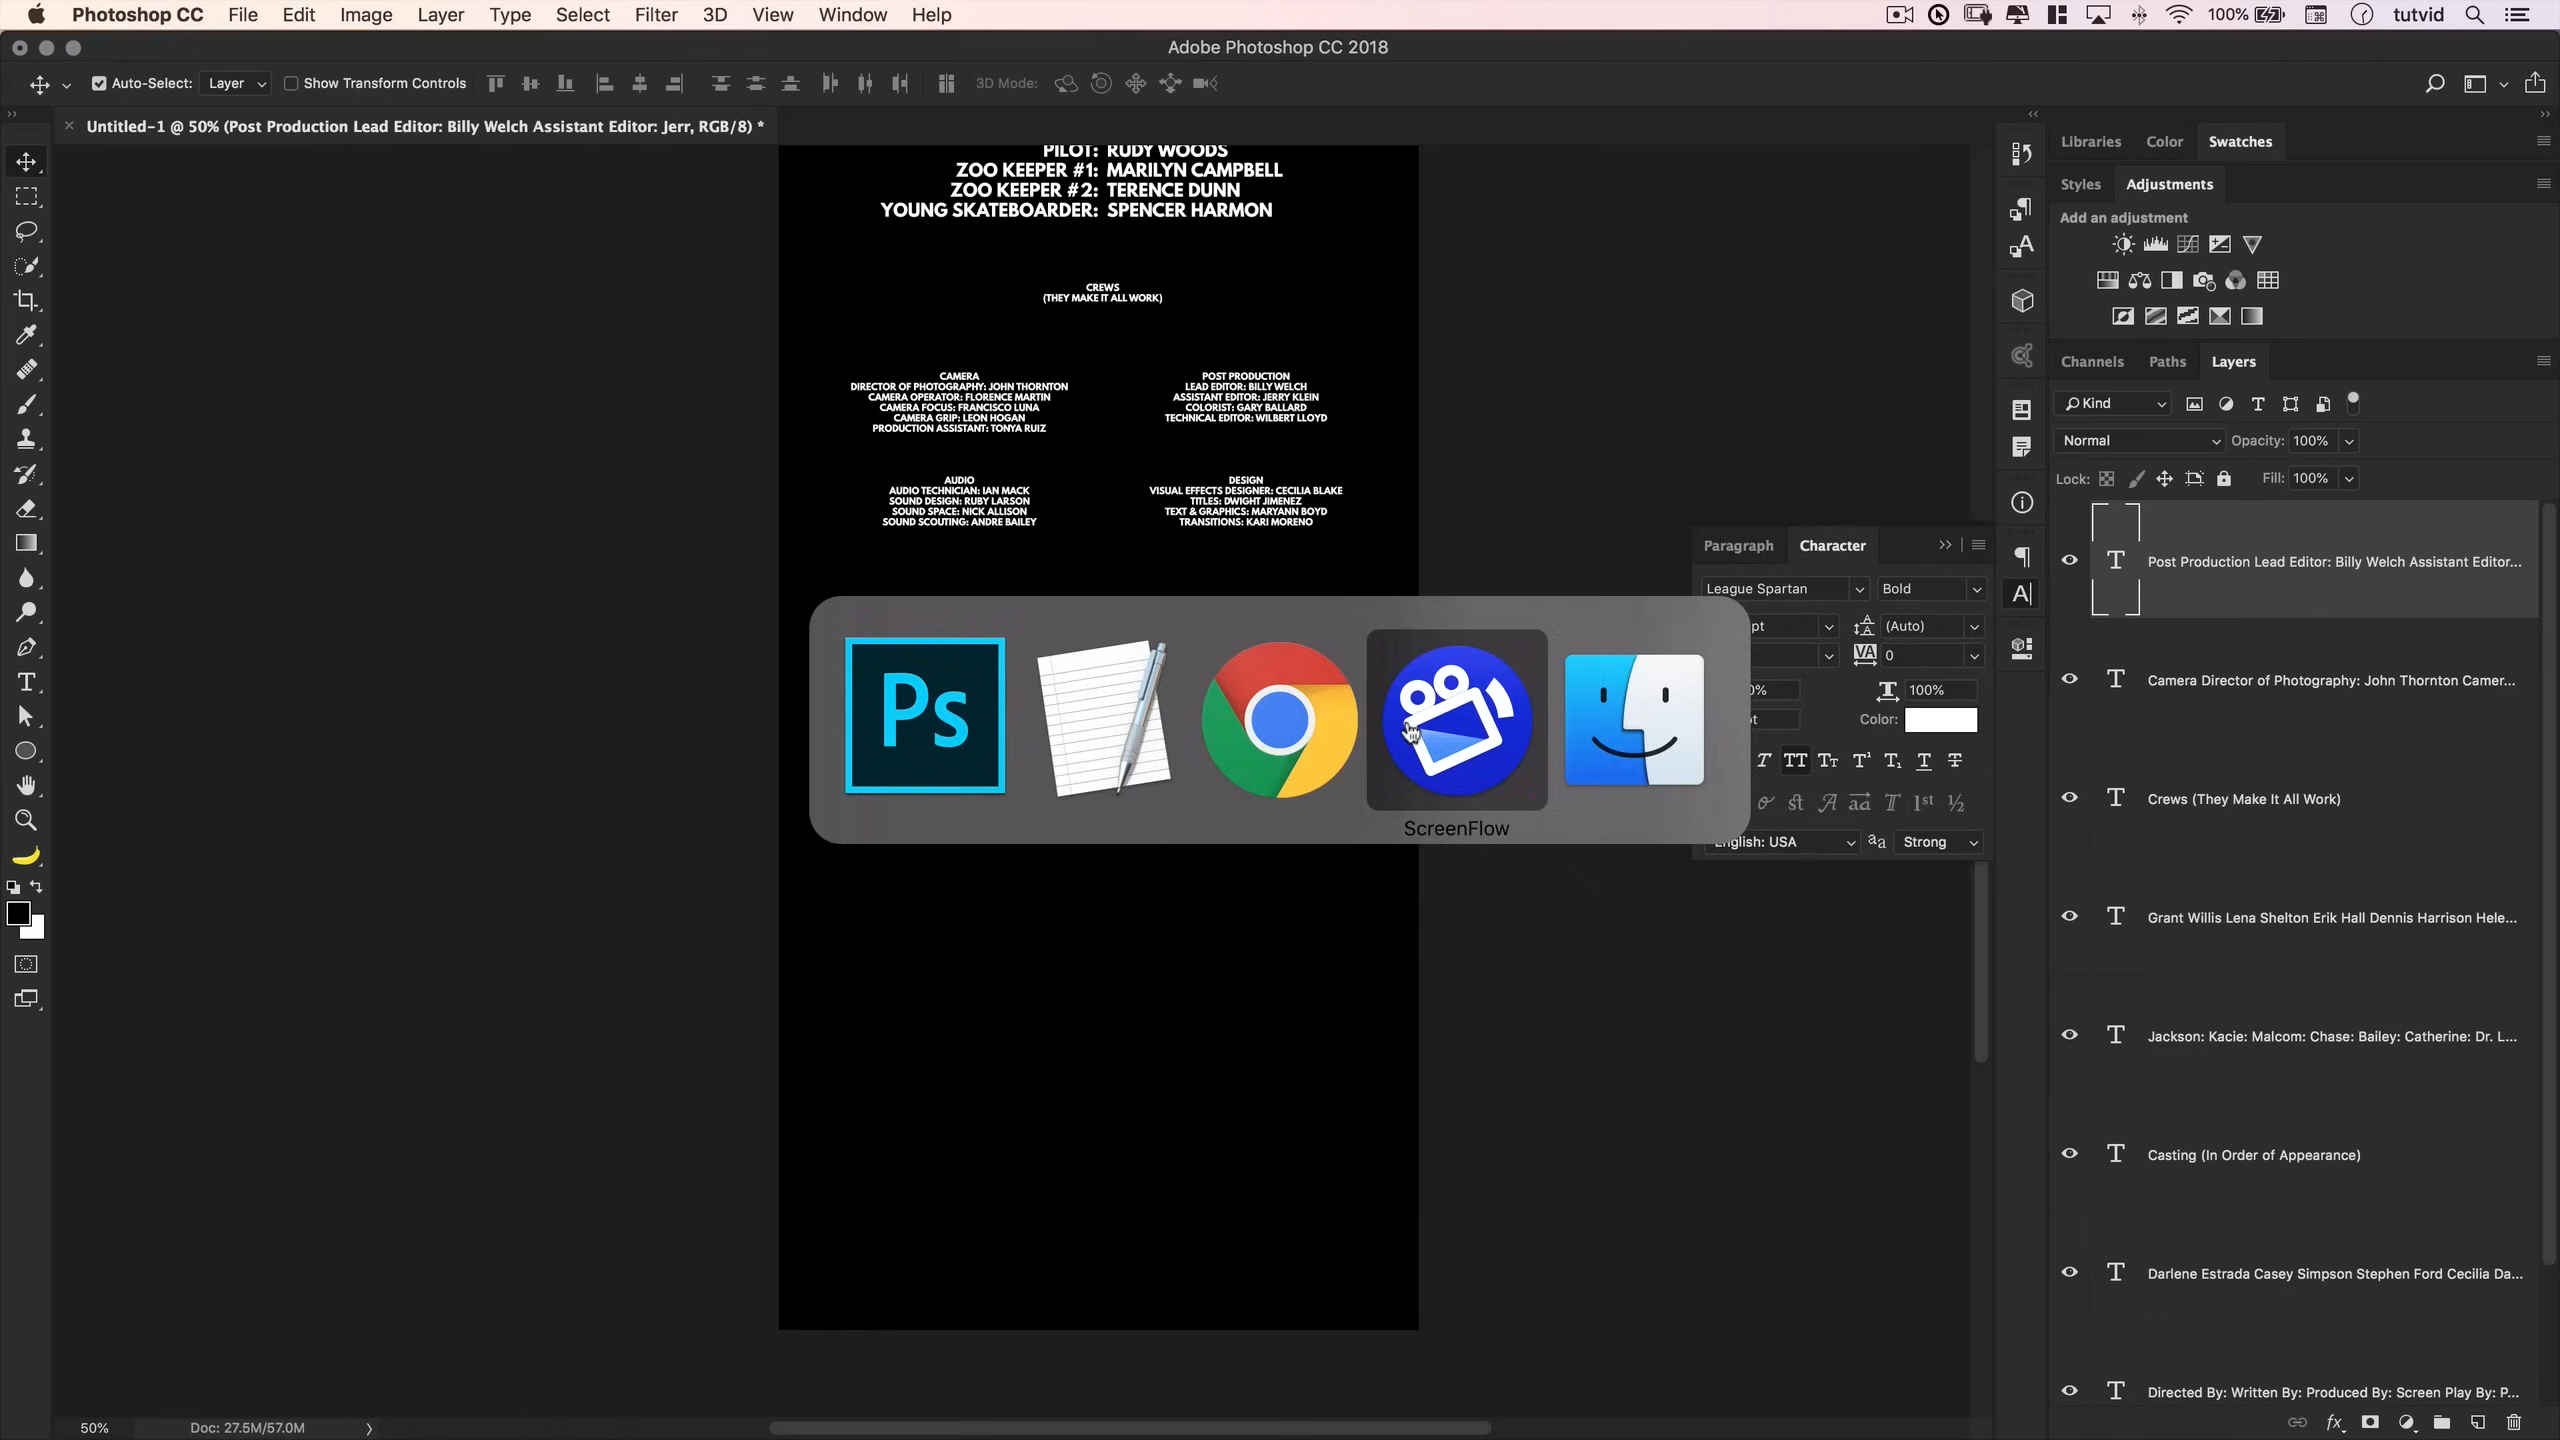 Photoshop CC File Edit Image Layer Type Select Filter 3D View Window Help
100% tutvid
Adobe Photoshop CC 2018
Auto-Select: Layer Show Transform Controls 3D Mode:
Untitled-1 @ 50% (Post Production Lead Editor: Billy Welch Assistant Editor: Jerr, RGB/8) *
PILOT: RUDY WOODS
ZOO KEEPER #1: MARILYN CAMPBELL
ZOO KEEPER #2: TERENCE DUNN
YOUNG SKATEBOARDER: SPENCER HARMON
CREWS
(THEY MAKE IT ALL WORK)
CAMERA
DIRECTOR OF PHOTOGRAPHY: JOHN THORNTON
CAMERA OPERATOR: FLORENCE MARTIN
CAMERA FOCUS: FRANCISCO LUNA
CAMERA GRIP: LEON HOGAN
PRODUCTION ASSISTANT: TONYA RUIZ
POST PRODUCTION
LEAD EDITOR: BILLY WELCH
ASSISTANT EDITOR: JERRY KLEIN
COLORIST: GARY BALLARD
TECHNICAL EDITOR: WILBERT LLOYD
AUDIO
AUDIO TECHNICIAN: IAN MACK
SOUND DESIGN: RUBY LARSON
SOUND SPACE: NICK ALLISON
SOUND SCOUTING: ANDRE BAILEY
DESIGN
VISUAL EFFECTS DESIGNER: CECILIA BLAKE
TITLES: DWIGHT JIMENEZ
TEXT & GRAPHICS: MARYANN BOYD
TRANSITIONS: KARI MORENO
Ps
ScreenFlow
Paragraph Character
League Spartan Bold
pt (Auto)
VA 0
0% 100%
pt Color:
English: USA aa Strong
Libraries Color Swatches
Styles Adjustments
Add an adjustment
Channels Paths Layers
Kind
Normal Opacity: 100%
Lock: Fill: 100%
Post Production Lead Editor: Billy Welch Assistant Editor...
Camera Director of Photography: John Thornton Camer...
Crews (They Make It All Work)
Grant Willis Lena Shelton Erik Hall Dennis Harrison Hele...
Jackson: Kacie: Malcom: Chase: Bailey: Catherine: Dr. L...
Casting (In Order of Appearance)
Darlene Estrada Casey Simpson Stephen Ford Cecilia Da...
Directed By: Written By: Produced By: Screen Play By: P...
50% Doc: 27.5M/57.0M